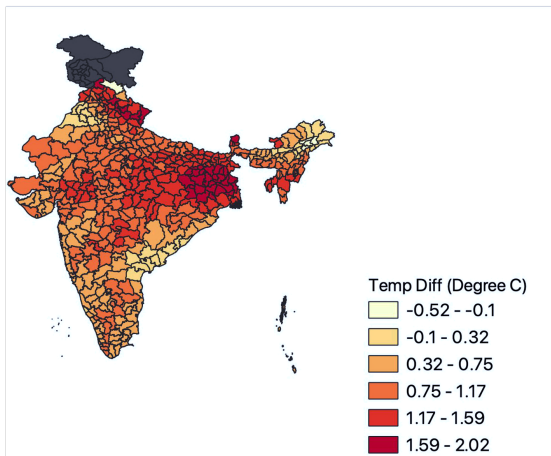 Temp Diff (Degree C)
-0.52 - -0.1
-0.1 - 0.32
0.32 - 0.75
0.75 - 1.17
1.17 - 1.59
1.59 - 2.02